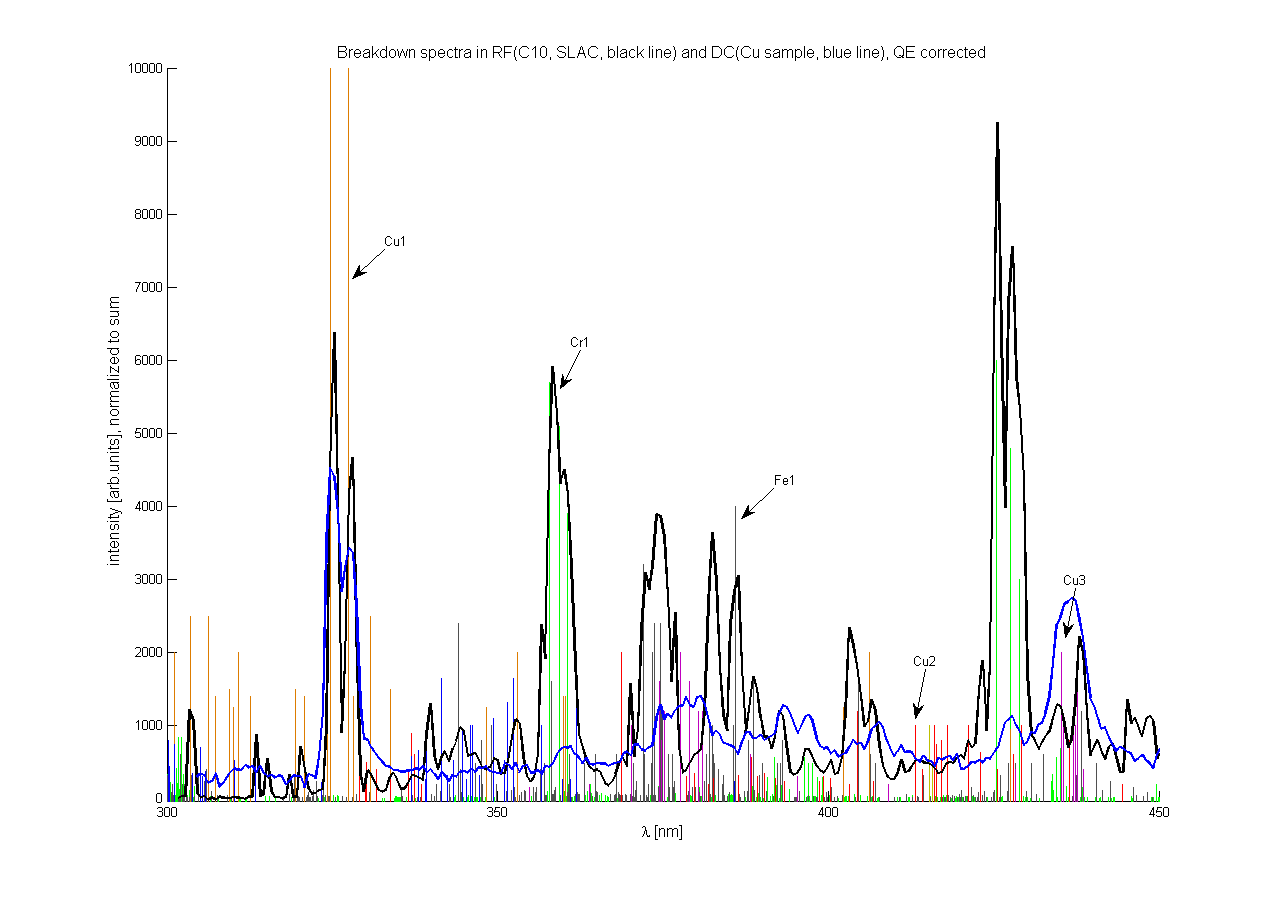 Breakdown spectra in RF(C10, SLAC, black line) and DC(Cu sample, blue line), QE corrected
intensity [arb.units], normalized to sum
10000
9000
8000
7000
6000
5000
4000
3000
2000
1000
0
Cu1
Cr1
Fe1
Cu2
Cu3
300
350
400
450
λ [nm]